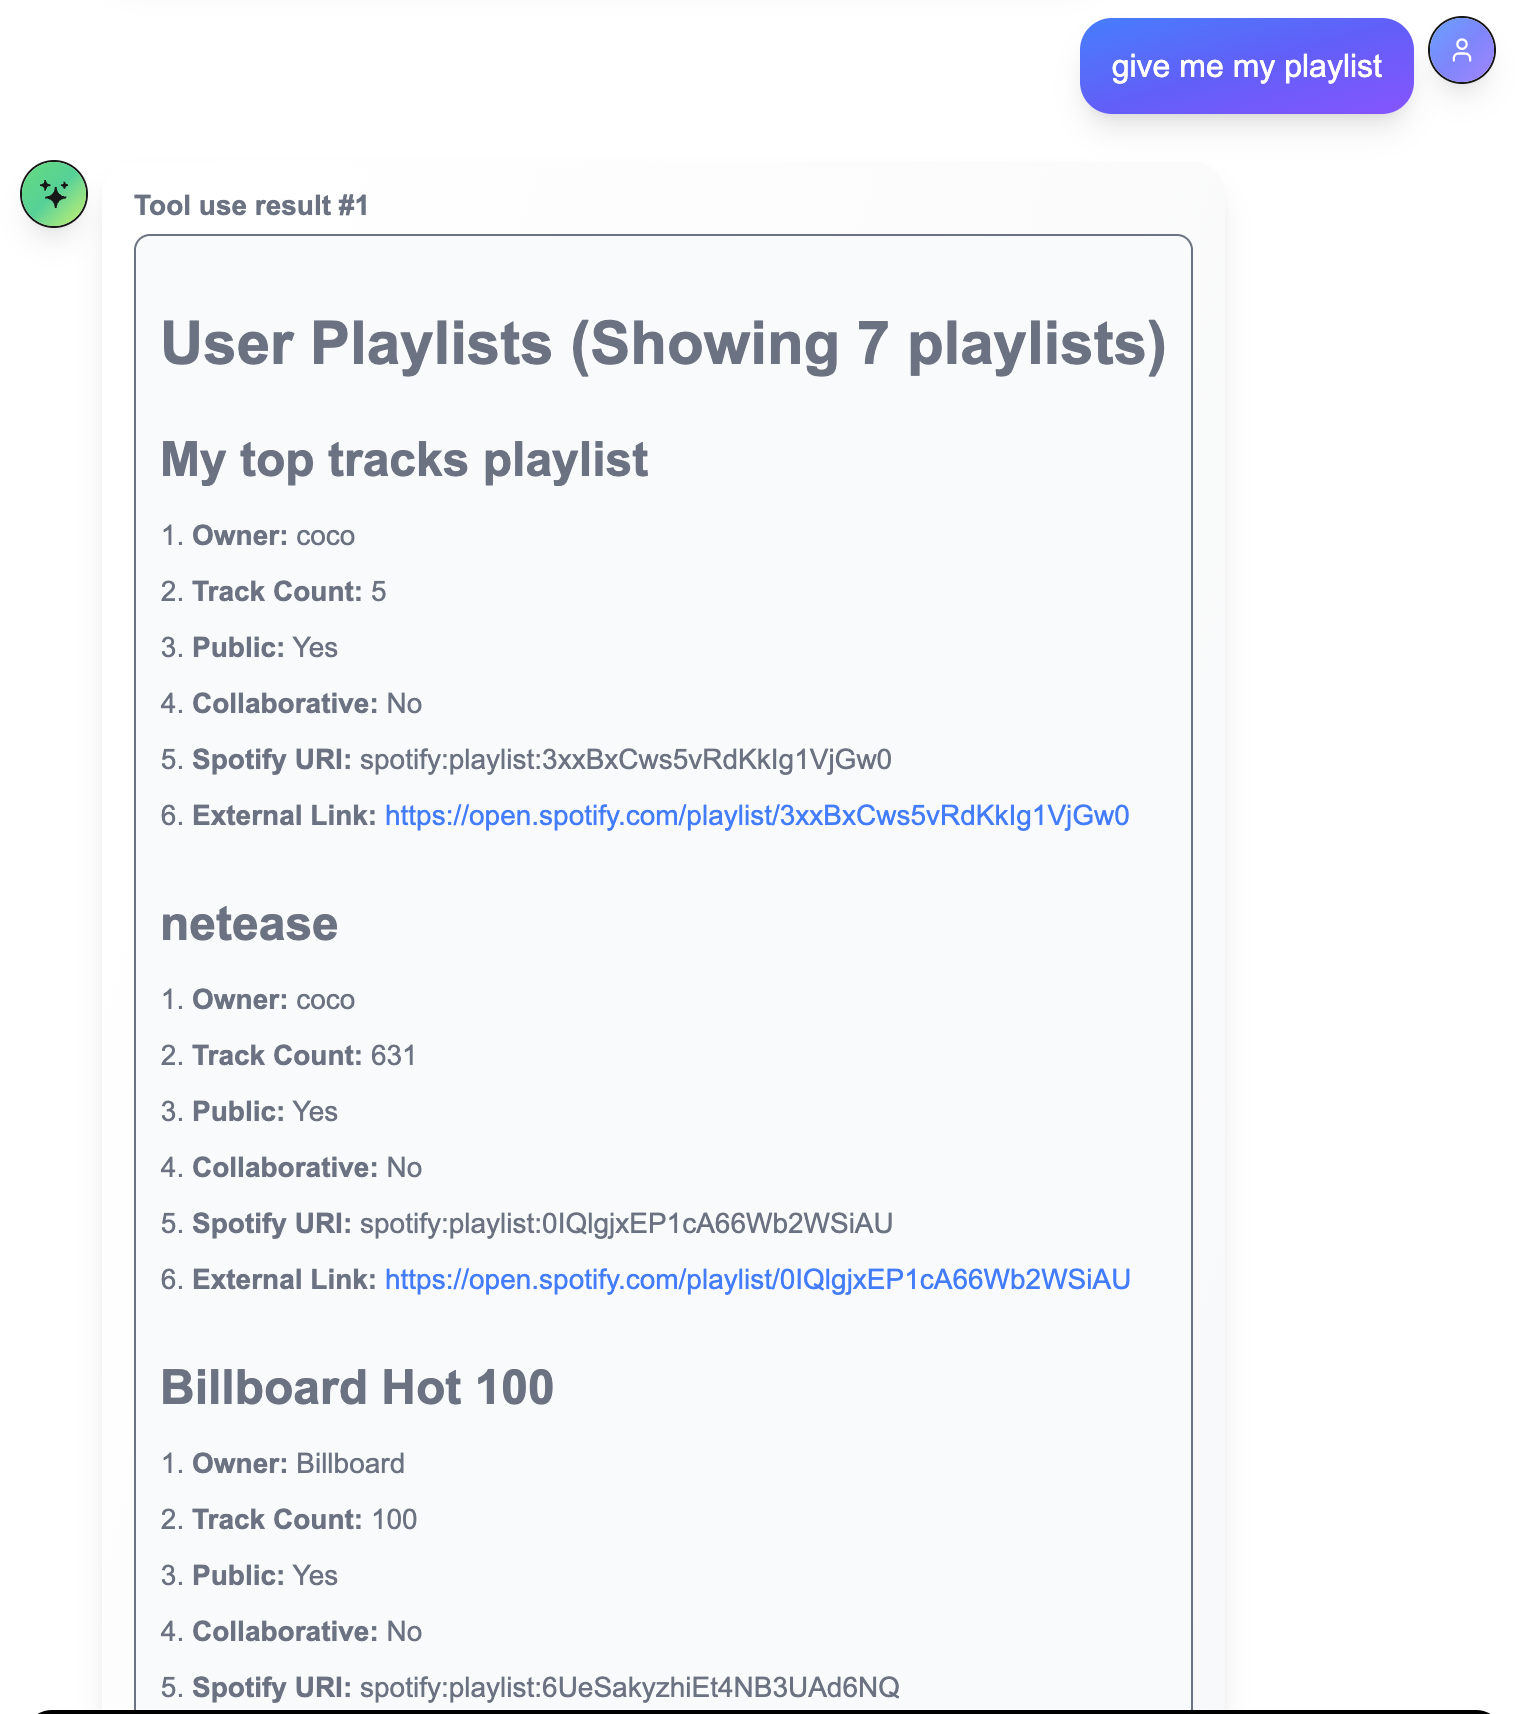 give me my playlist
Tool use result #1
User Playlists (Showing 7 playlists)
My top tracks playlist
1. Owner: coco
2. Track Count: 5
3. Public: Yes
4. Collaborative: No
5. Spotify URI: spotify:playlist:3xxBxCws5vRdKkIg1VjGw0
6. External Link: https://open.spotify.com/playlist/3xxBxCws5vRdKkIg1VjGw0
netease
1. Owner: coco
2. Track Count: 631
3. Public: Yes
4. Collaborative: No
5. Spotify URI: spotify:playlist:0IQlgjxEP1cA66Wb2WSiAU
6. External Link: https://open.spotify.com/playlist/0IQlgjxEP1cA66Wb2WSiAU
Billboard Hot 100
1. Owner: Billboard
2. Track Count: 100
3. Public: Yes
4. Collaborative: No
5. Spotify URI: spotify:playlist:6UeSakyzhiEt4NB3UAd6NQ